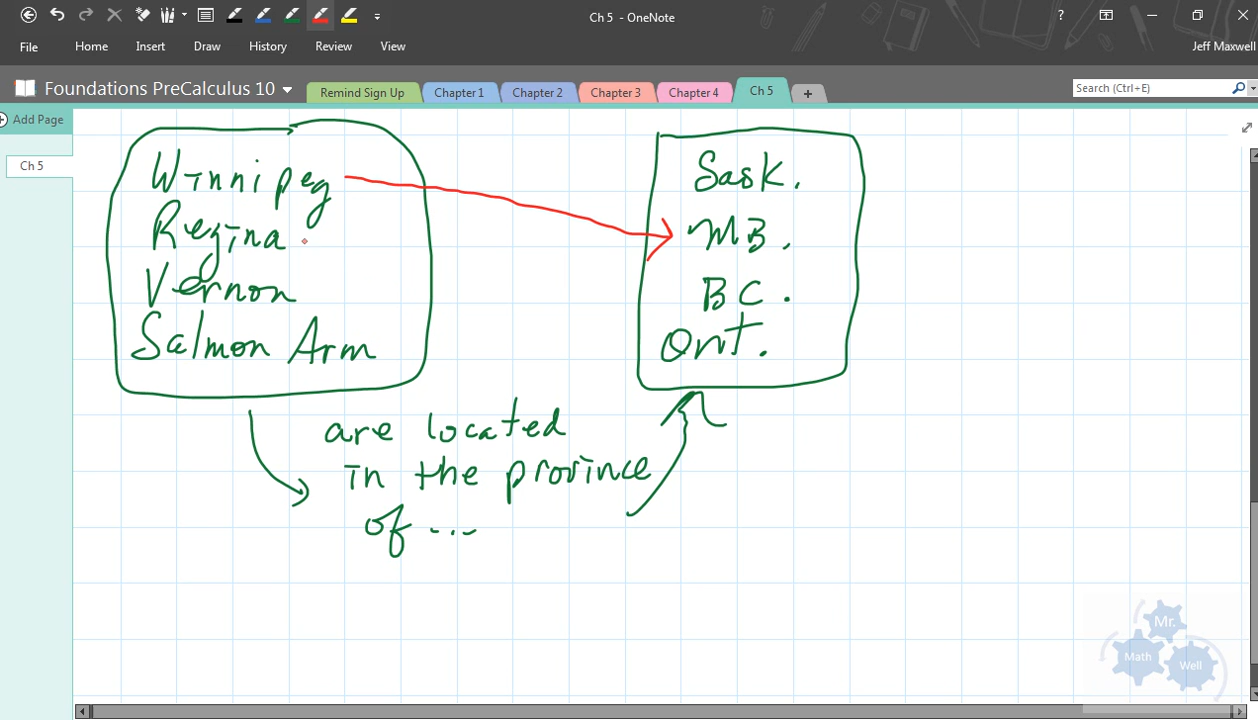 Ch 5 - OneNote
?
File
Home
Insert
Draw
History
Review
View
Jeff Maxwell
Foundations PreCalculus 10
Remind Sign Up
Chapter 1
Chapter 2
Chapter 3
Chapter 4
Ch 5
+
Search (Ctrl+E)
Add Page
Ch 5
Winnipeg
Regina
Vernon
Salmon Arm
Sask.
MB.
BC.
Ont.
are located
in the province
of ...
Mr.
Math
Well